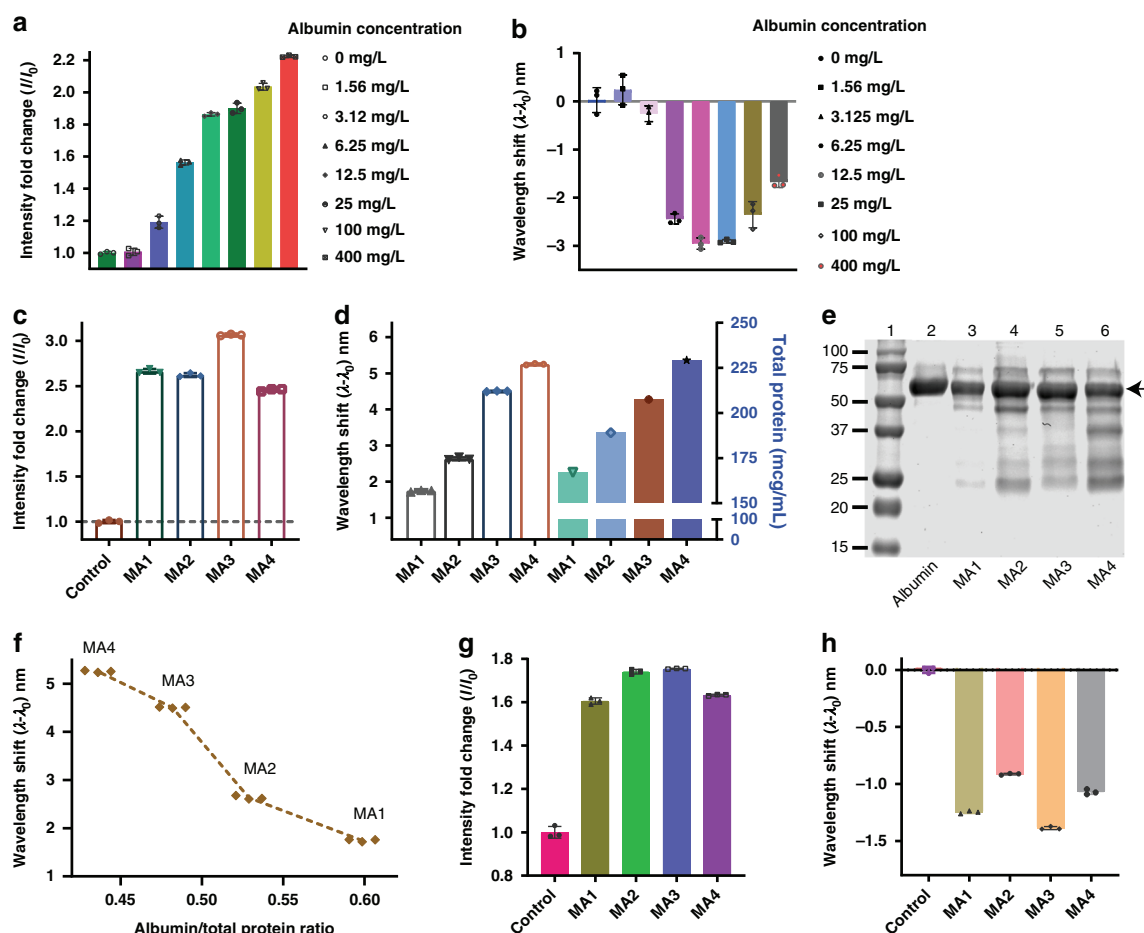 a
Albumin concentration
Intensity fold change (I/I0)
2.2
2.0
1.8
1.6
1.4
1.2
1.0
0 mg/L
1.56 mg/L
3.12 mg/L
6.25 mg/L
12.5 mg/L
25 mg/L
100 mg/L
400 mg/L
b
Albumin concentration
Wavelength shift (λ-λ0) nm
1
0
–1
–2
–3
0 mg/L
1.56 mg/L
3.125 mg/L
6.25 mg/L
12.5 mg/L
25 mg/L
100 mg/L
400 mg/L
c
Intensity fold change (I/I0)
3.0
2.5
2.0
1.5
1.0
Control
MA1
MA2
MA3
MA4
d
Wavelength shift (λ-λ0) nm
6
5
4
3
2
1
250
225
200
175
150
100
0
Total protein (mcg/mL)
MA1
MA2
MA3
MA4
MA1
MA2
MA3
MA4
e
1 2 3 4 5 6
100
75
50
37
25
20
15
Albumin
MA1
MA2
MA3
MA4
f
Wavelength shift (λ-λ0) nm
5
4
3
2
1
MA4
MA3
MA2
MA1
0.45 0.50 0.55 0.60
Albumin/total protein ratio
g
Intensity fold change (I/I0)
1.8
1.6
1.4
1.2
1.0
0.8
Control
MA1
MA2
MA3
MA4
h
Wavelength shift (λ-λ0) nm
0.0
–0.5
–1.0
–1.5
Control
MA1
MA2
MA3
MA4